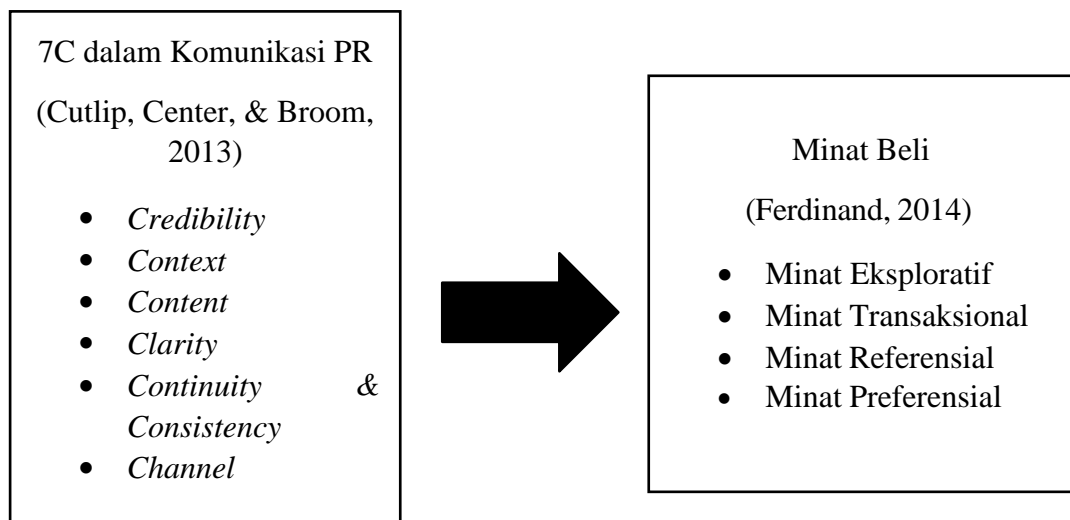 7C dalam Komunikasi PR
(Cutlip, Center, & Broom,
2013)
• Credibility
• Context
• Content
• Clarity
• Continuity &
Consistency
• Channel
Minat Beli
(Ferdinand, 2014)
• Minat Eksploratif
• Minat Transaksional
• Minat Referensial
• Minat Preferensial